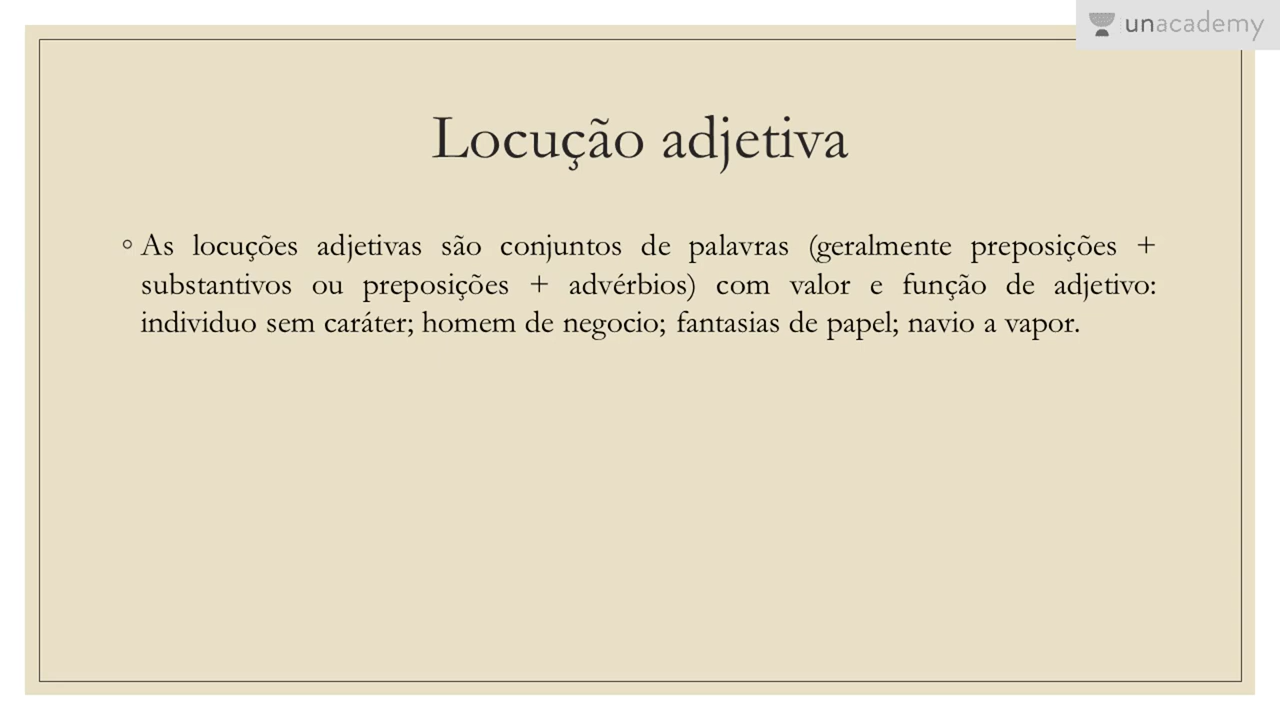 unacademy
Locução adjetiva
◦ As locuções adjetivas são conjuntos de palavras (geralmente preposições +
substantivos ou preposições + advérbios) com valor e função de adjetivo:
individuo sem caráter; homem de negocio; fantasias de papel; navio a vapor.